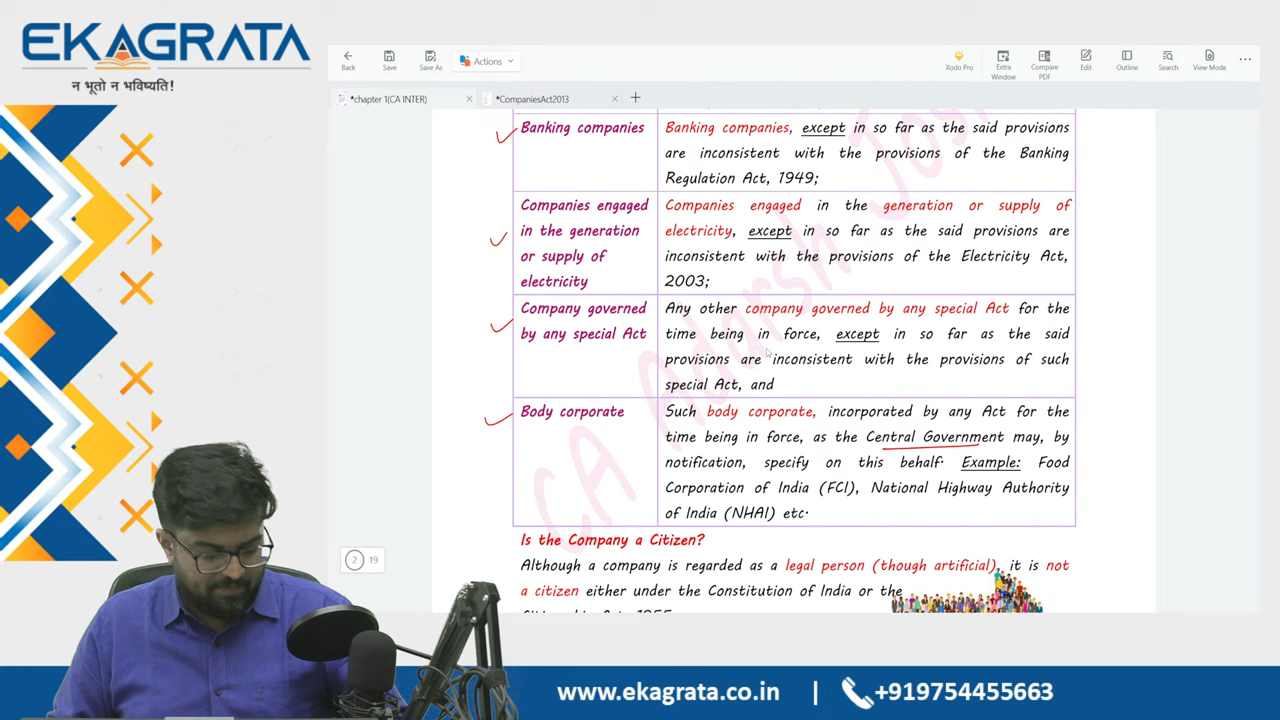 EKAGRATA
न भूतो न भविष्यति!
Back
Save
Save As
Actions
Xodo Pro
Extra Window
Compare PDF
Edit
Outline
Search
View Mode
*chapter 1(CA INTER)
*CompaniesAct2013
Banking companies
Banking companies, except in so far as the said provisions
are inconsistent with the provisions of the Banking
Regulation Act, 1949;
Companies engaged
in the generation
or supply of
electricity
Companies engaged in the generation or supply of
electricity, except in so far as the said provisions are
inconsistent with the provisions of the Electricity Act,
2003;
Company governed
by any special Act
Any other company governed by any special Act for the
time being in force, except in so far as the said
provisions are inconsistent with the provisions of such
special Act, and
Body corporate
Such body corporate, incorporated by any Act for the
time being in force, as the Central Government may, by
notification, specify on this behalf. Example: Food
Corporation of India (FCI), National Highway Authority
of India (NHAI) etc.
CA Adarsh Jos
Is the Company a Citizen?
Although a company is regarded as a legal person (though artificial), it is not
a citizen either under the Constitution of India or the
2 19
www.ekagrata.co.in | +919754455663